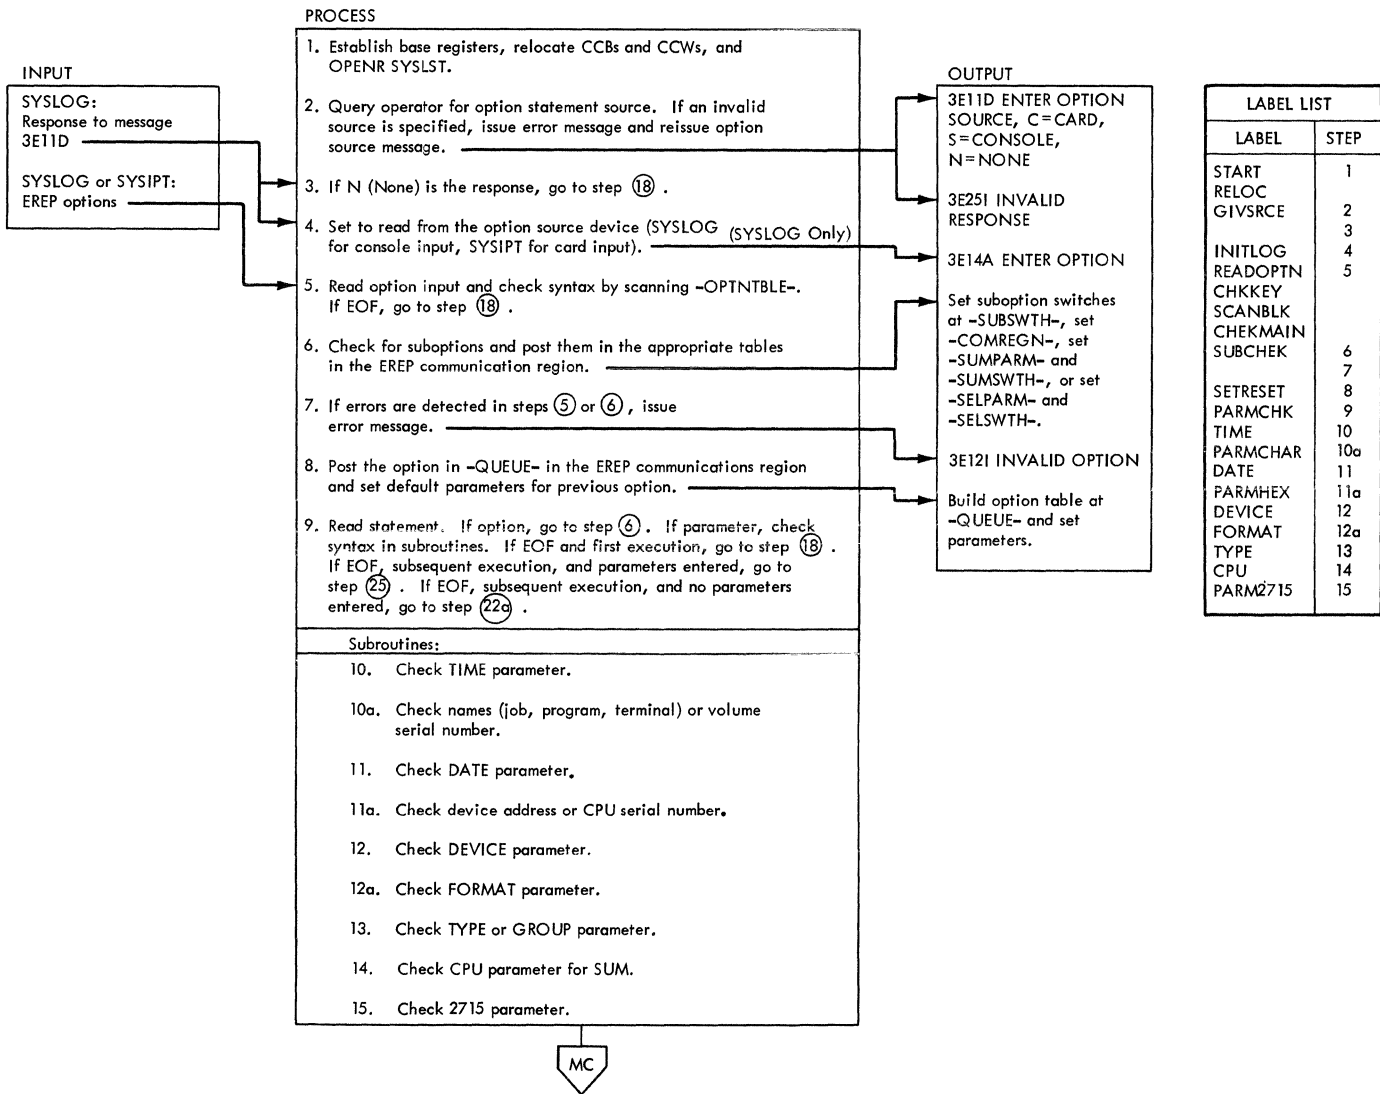 PROCESS
1. Establish base registers, relocate CCBs and CCWs, and
OPENR SYSLST.
2. Query operator for option statement source. If an invalid
source is specified, issue error message and reissue option
source message.
3. If N (None) is the response, go to step 18 .
4. Set to read from the option source device (SYSLOG (SYSLOG Only)
for console input, SYSIPT for card input).
5. Read option input and check syntax by scanning -OPTNTBLE-.
If EOF, go to step 18 .
6. Check for suboptions and post them in the appropriate tables
in the EREP communication region.
7. If errors are detected in steps 5 or 6 , issue
error message.
8. Post the option in -QUEUE- in the EREP communications region
and set default parameters for previous option.
9. Read statement. If option, go to step 6 . If parameter, check
syntax in subroutines. If EOF and first execution, go to step 18 .
If EOF, subsequent execution, and parameters entered, go to
step 25 . If EOF, subsequent execution, and no parameters
entered, go to step 22a .
Subroutines:
10. Check TIME parameter.
10a. Check names (job, program, terminal) or volume
serial number.
11. Check DATE parameter.
11a. Check device address or CPU serial number.
12. Check DEVICE parameter.
12a. Check FORMAT parameter.
13. Check TYPE or GROUP parameter.
14. Check CPU parameter for SUM.
15. Check 2715 parameter.
MC
INPUT
SYSLOG:
Response to message
3E11D
SYSLOG or SYSIPT:
EREP options
OUTPUT
3E11D ENTER OPTION
SOURCE, C=CARD,
S=CONSOLE,
N=NONE
3E25I INVALID
RESPONSE
3E14A ENTER OPTION
Set suboption switches
at -SUBSWTH-, set
-COMREGN-, set
-SUMPARM- and
-SUMSWTH-, or set
-SELPARM- and
-SELSWTH-.
3E12I INVALID OPTION
Build option table at
-QUEUE- and set
parameters.
LABEL LIST
LABEL STEP
START 1
RELOC
GIVSRCE 2
3
INITLOG 4
READOPTN 5
CHKKEY
SCANBLK
CHEKMAIN
SUBCHEK 6
7
SETRESET 8
PARMCHK 9
TIME 10
PARMCHAR 10a
DATE 11
PARMHEX 11a
DEVICE 12
FORMAT 12a
TYPE 13
CPU 14
PARM2715 15